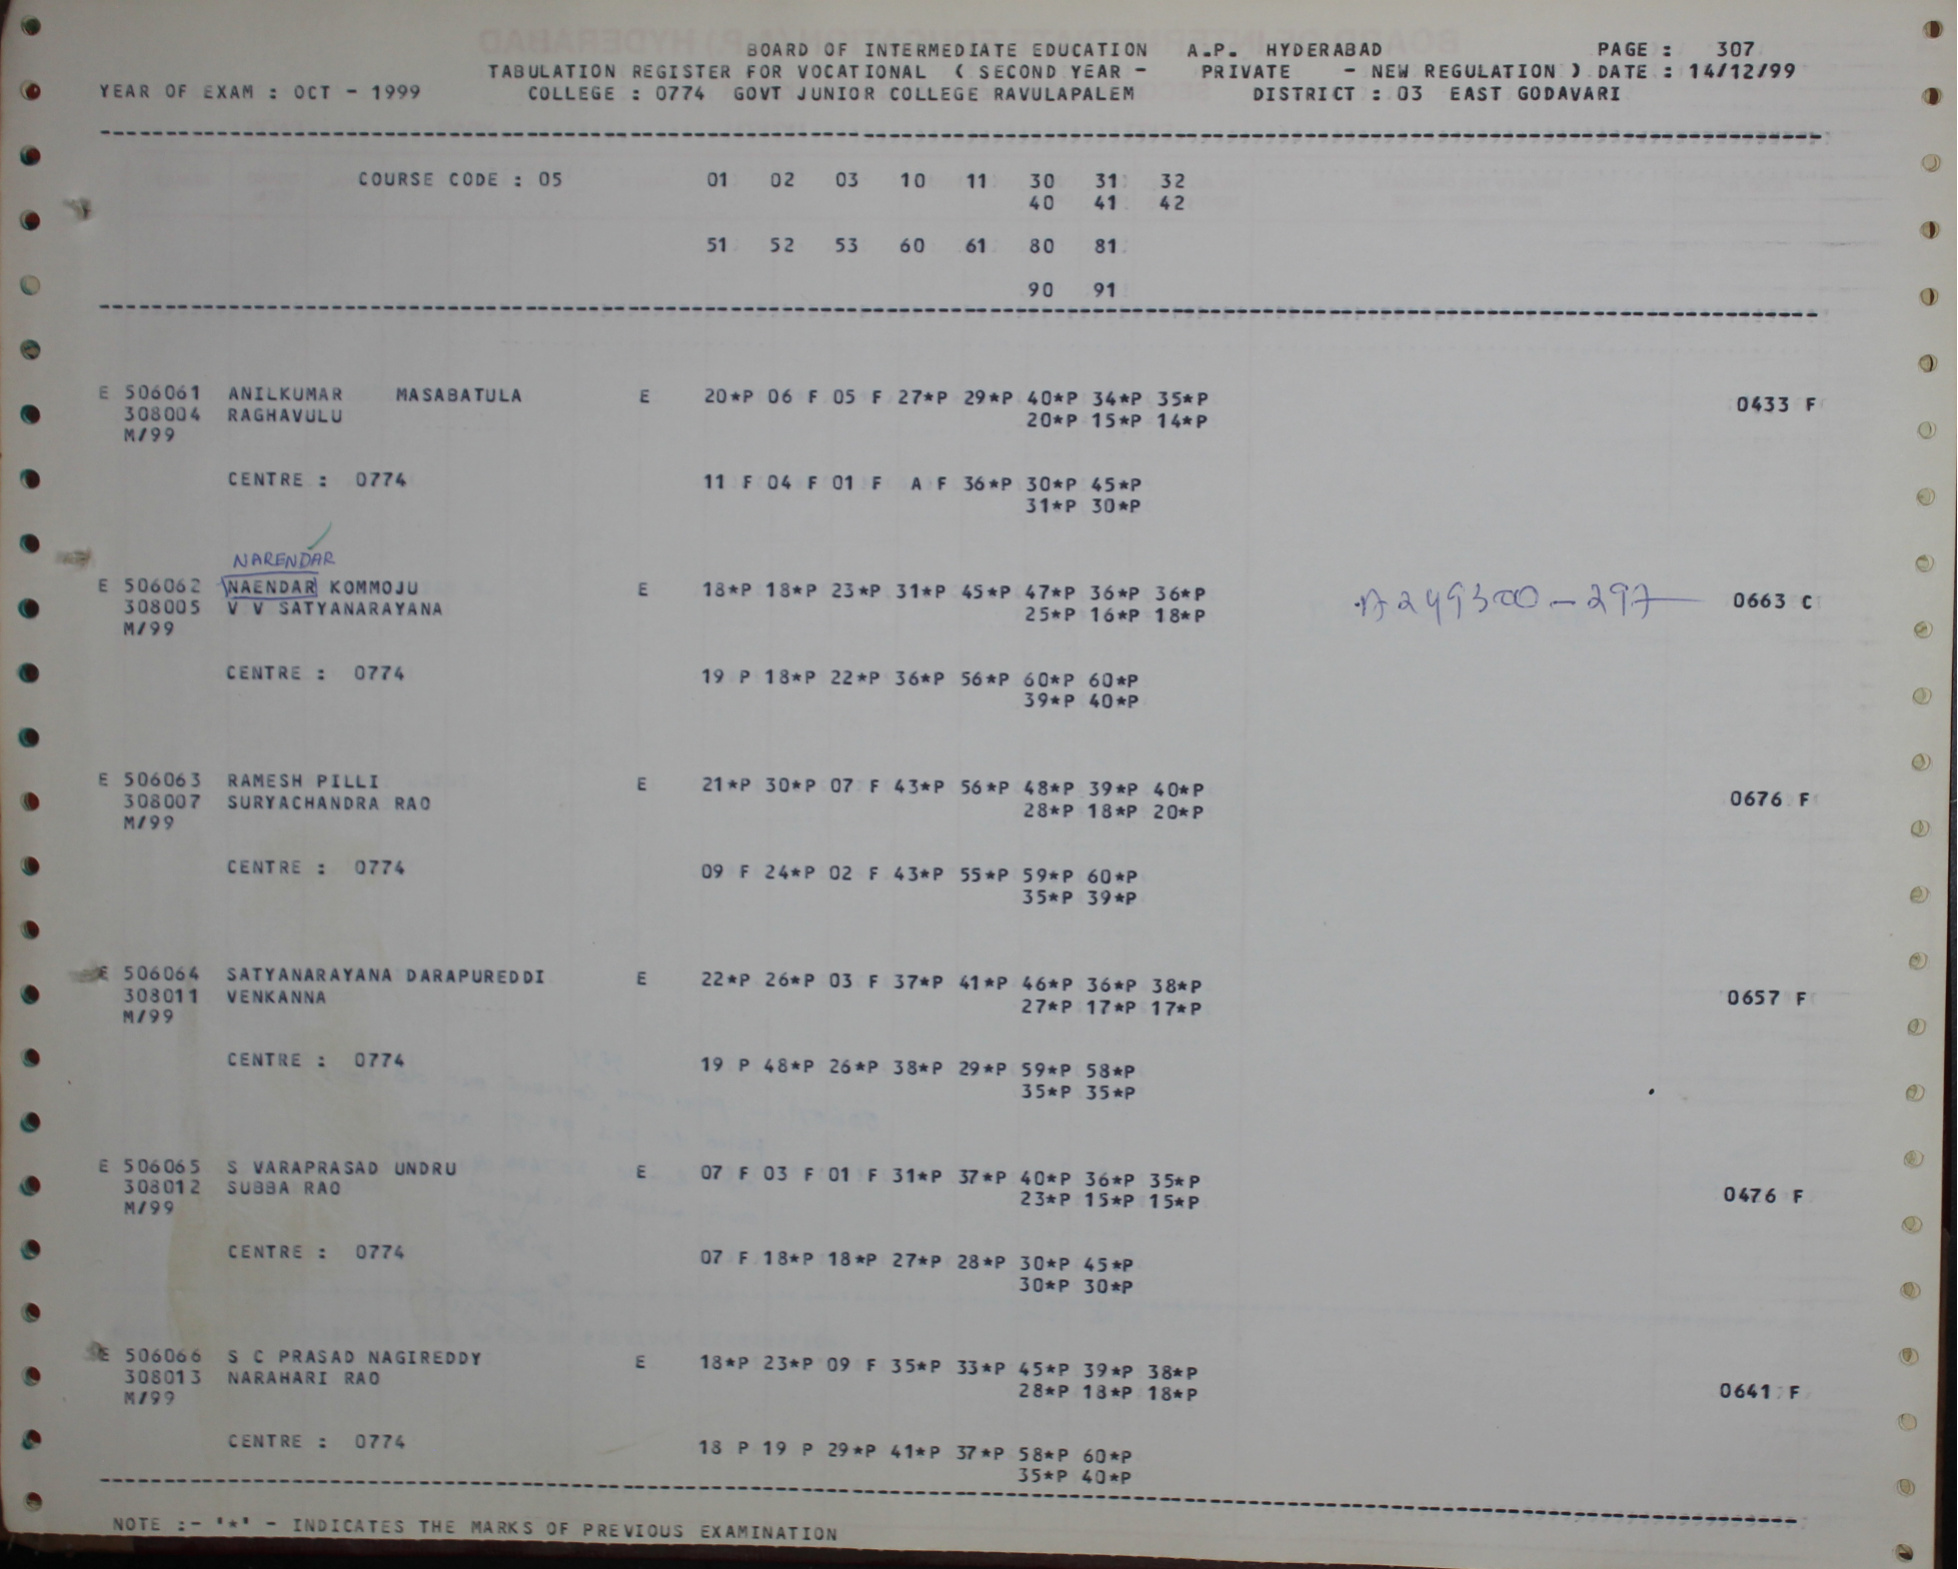 BOARD OF INTERMEDIATE EDUCATION A.P. HYDERABAD PAGE : 307
TABULATION REGISTER FOR VOCATIONAL ( SECOND YEAR - PRIVATE - NEW REGULATION ) DATE : 14/12/99
YEAR OF EXAM : OCT - 1999 COLLEGE : 0774 GOVT JUNIOR COLLEGE RAVULAPALEM DISTRICT : 03 EAST GODAVARI
COURSE CODE : 05 01 02 03 10 11 30 31 32
40 41 42
51 52 53 60 61 80 81
90 91
E 506061 ANILKUMAR MASABATULA E 20*P 06 F 05 F 27*P 29*P 40*P 34*P 35*P 0433 F
308004 RAGHAVULU 20*P 15*P 14*P
M/99
CENTRE : 0774 11 F 04 F 01 F A F 36*P 30*P 45*P
31*P 30*P
NARENDAR
E 506062 NAENDAR KOMMOJU E 18*P 18*P 23*P 31*P 45*P 47*P 36*P 36*P 0663 C
308005 V V SATYANARAYANA 25*P 16*P 18*P
M/99
CENTRE : 0774 19 P 18*P 22*P 36*P 56*P 60*P 60*P
39*P 40*P
E 506063 RAMESH PILLI E 21*P 30*P 07 F 43*P 56*P 48*P 39*P 40*P 0676 F
308007 SURYACHANDRA RAO 28*P 18*P 20*P
M/99
CENTRE : 0774 09 F 24*P 02 F 43*P 55*P 59*P 60*P
35*P 39*P
E 506064 SATYANARAYANA DARAPUREDDI E 22*P 26*P 03 F 37*P 41*P 46*P 36*P 38*P 0657 F
308011 VENKANNA 27*P 17*P 17*P
M/99
CENTRE : 0774 19 P 48*P 26*P 38*P 29*P 59*P 58*P
35*P 35*P
E 506065 S VARAPRASAD UNDRU E 07 F 03 F 01 F 31*P 37*P 40*P 36*P 35*P 0476 F
308012 SUBBA RAO 23*P 15*P 15*P
M/99
CENTRE : 0774 07 F 18*P 18*P 27*P 28*P 30*P 45*P
30*P 30*P
E 506066 S C PRASAD NAGIREDDY E 18*P 23*P 09 F 35*P 33*P 45*P 39*P 38*P 0641 F
308013 NARAHARI RAO 28*P 18*P 18*P
M/99
CENTRE : 0774 18 P 19 P 29*P 41*P 37*P 58*P 60*P
35*P 40*P
NOTE :- '*' - INDICATES THE MARKS OF PREVIOUS EXAMINATION